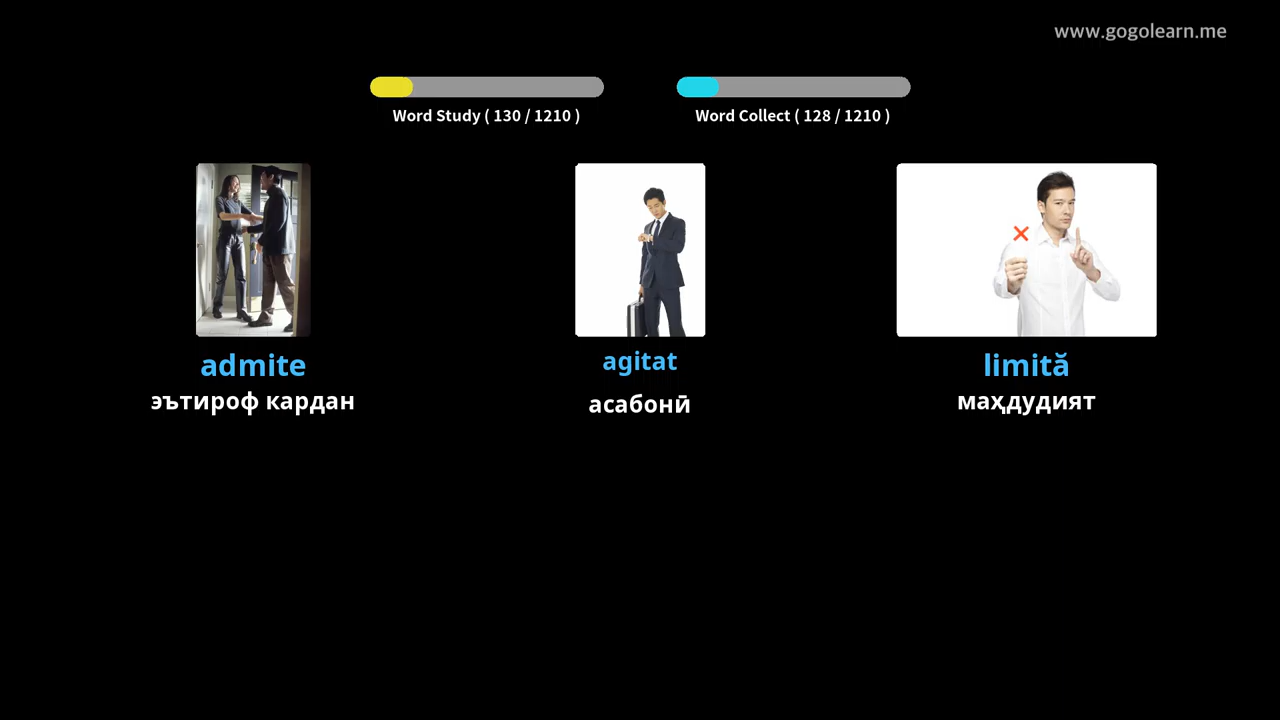 www.gogolearn.me
Word Study ( 130 / 1210 )
Word Collect ( 128 / 1210 )
admite
эътироф кардан
agitat
асабонӣ
limită
маҳдудият